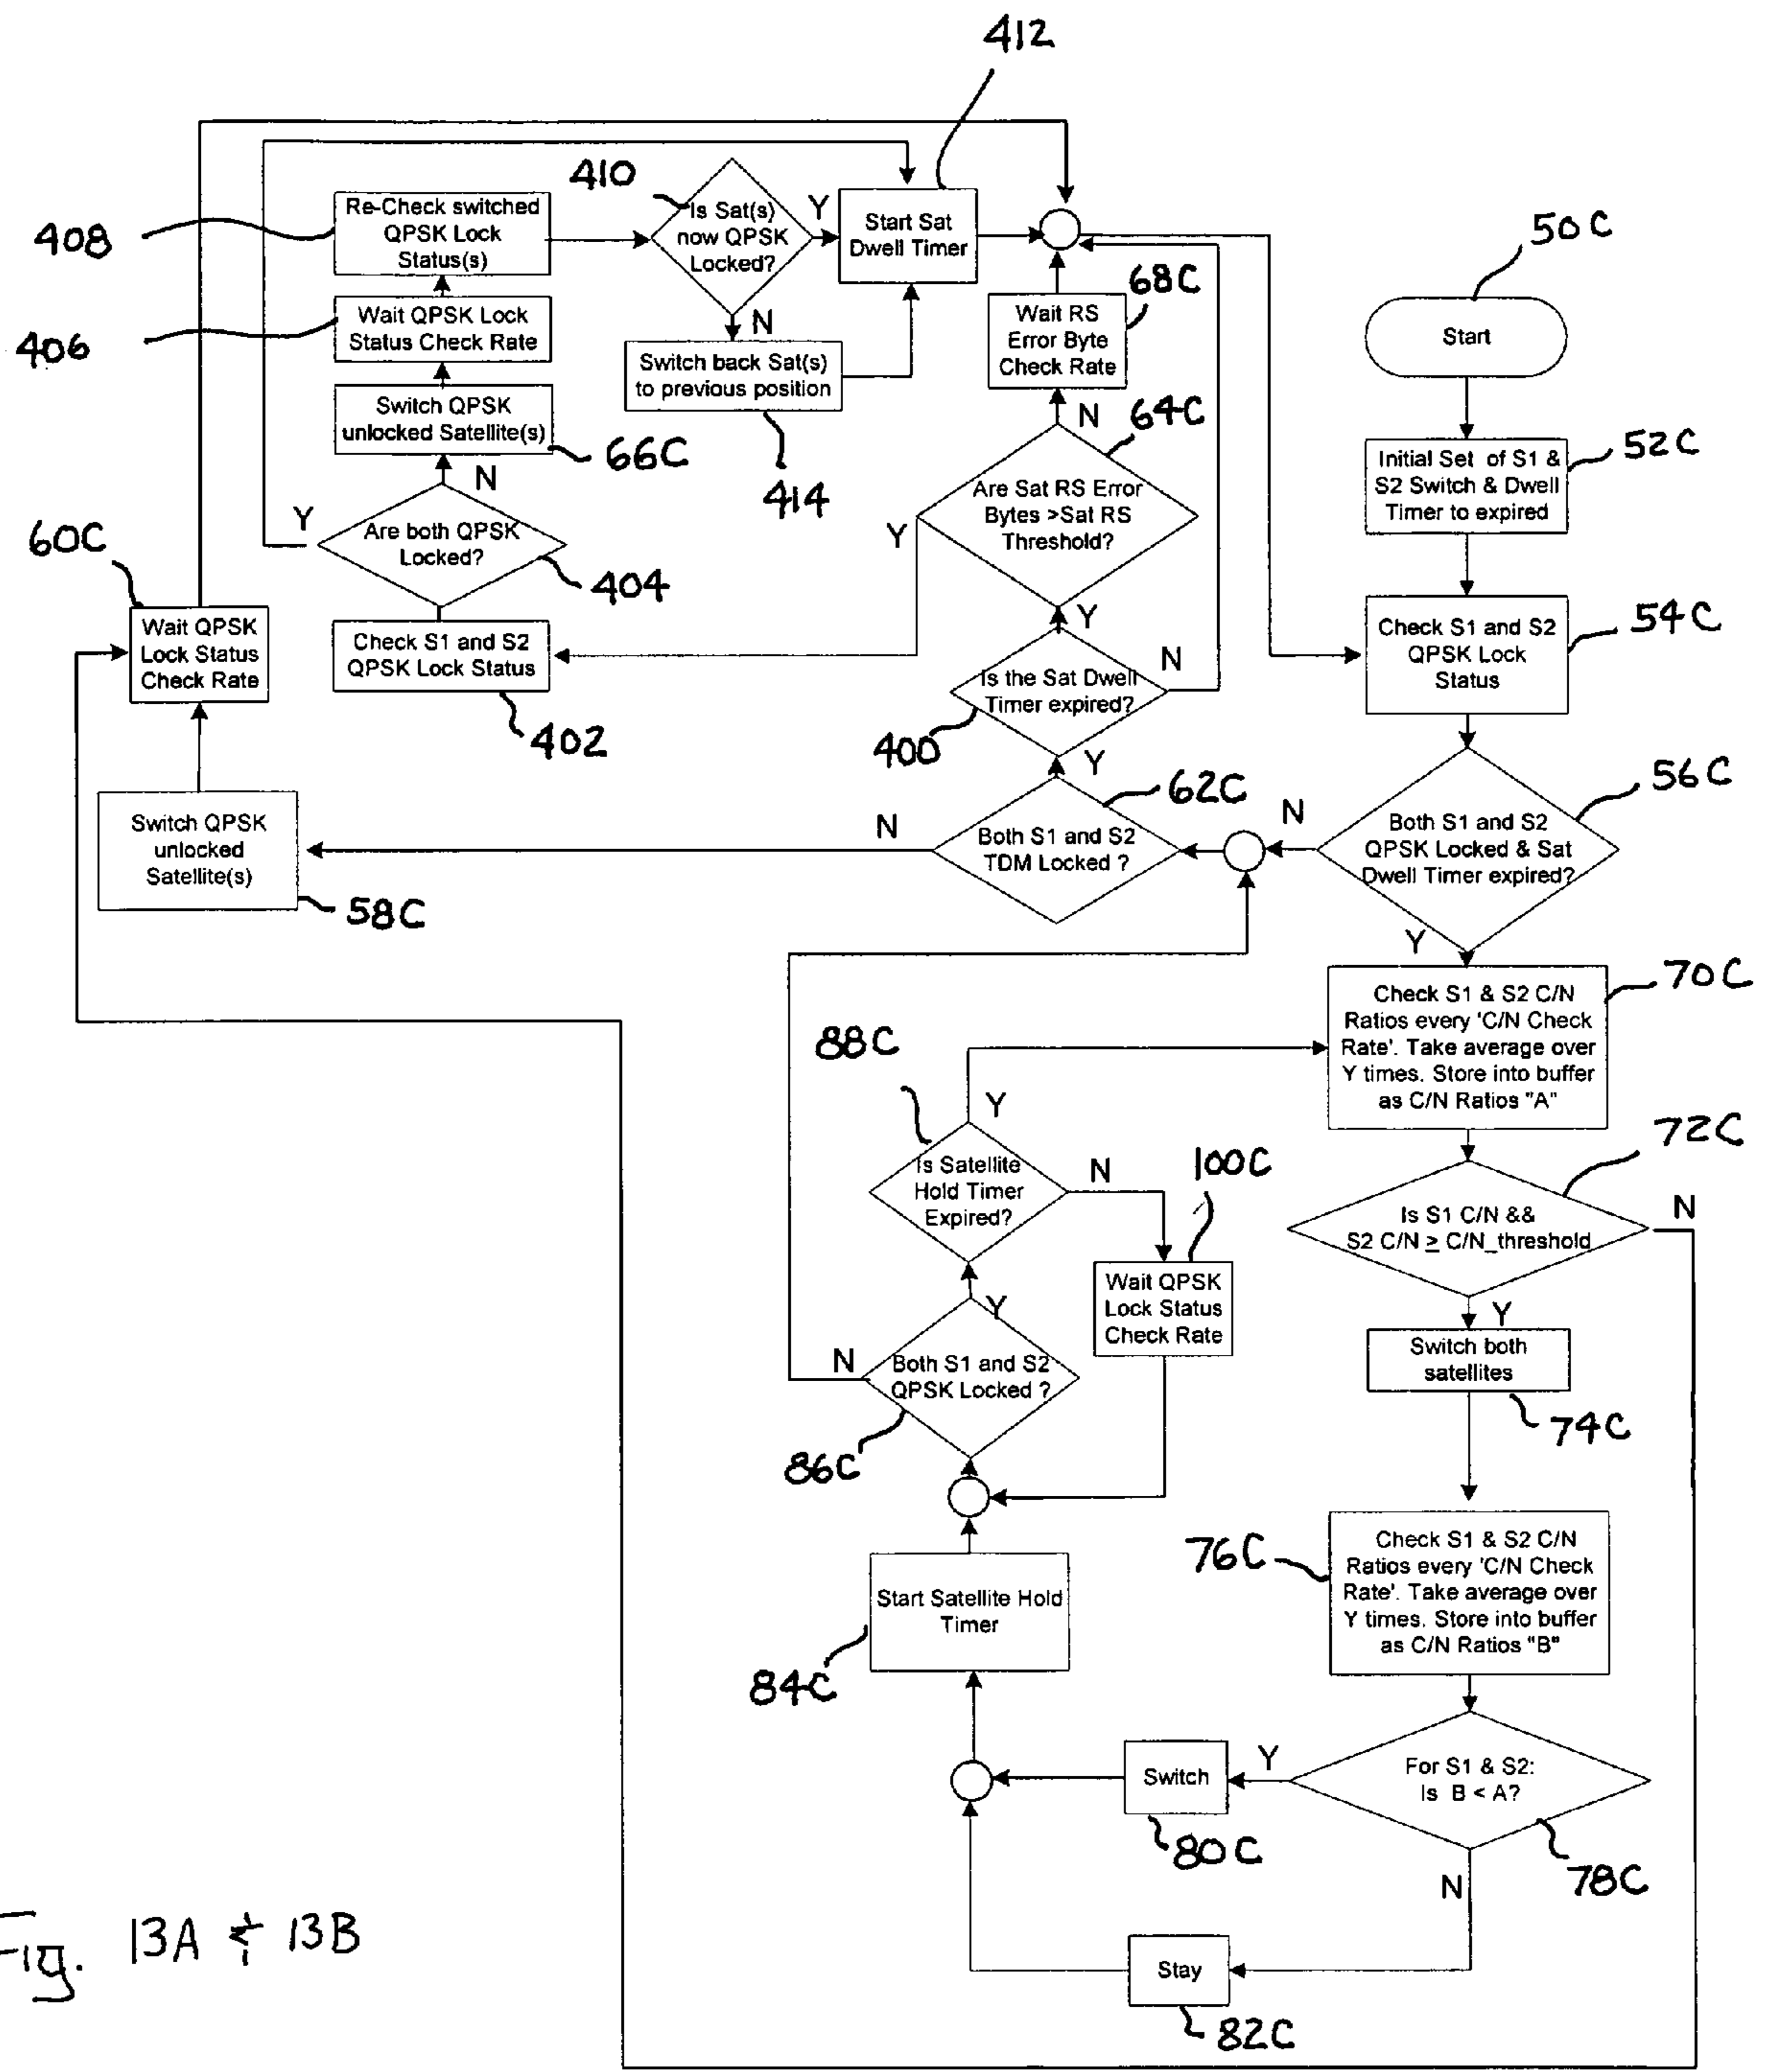 412
410
Re-Check switched
QPSK Lock
Status(s)
408
Is Sat(s)
now QPSK
Locked?
Y
N
Start Sat
Dwell Timer
50C
Start
68C
Wait RS
Error Byte
Check Rate
N
Wait QPSK Lock
Status Check Rate
406
Switch back Sat(s)
to previous position
414
Switch QPSK
unlocked Satellite(s)
66C
N
64C
Are Sat RS Error
Bytes >Sat RS
Threshold?
Y
Y
52C
Initial Set of S1 &
S2 Switch & Dwell
Timer to expired
Y
Are both QPSK
Locked?
404
60C
Wait QPSK
Lock Status
Check Rate
Check S1 and S2
QPSK Lock Status
402
Is the Sat Dwell
Timer expired?
N
400
Y
54C
Check S1 and S2
QPSK Lock
Status
62C
Both S1 and S2
TDM Locked ?
N
N
56C
Both S1 and S2
QPSK Locked & Sat
Dwell Timer expired?
Y
Switch QPSK
unlocked
Satellite(s)
58C
70C
Check S1 & S2 C/N
Ratios every 'C/N Check
Rate'. Take average over
Y times. Store into buffer
as C/N Ratios "A"
88C
Y
Is Satellite
Hold Timer
Expired?
N
100C
72C
Is S1 C/N &&
S2 C/N ≥ C/N_threshold
N
Y
Wait QPSK
Lock Status
Check Rate
Y
Both S1 and S2
QPSK Locked ?
N
86C
Switch both
satellites
74C
76C
Check S1 & S2 C/N
Ratios every 'C/N Check
Rate'. Take average over
Y times. Store into buffer
as C/N Ratios "B"
Start Satellite Hold
Timer
84C
For S1 & S2:
Is B < A?
Y
N
78C
Switch
80C
Stay
82C
Fig. 13A & 13B